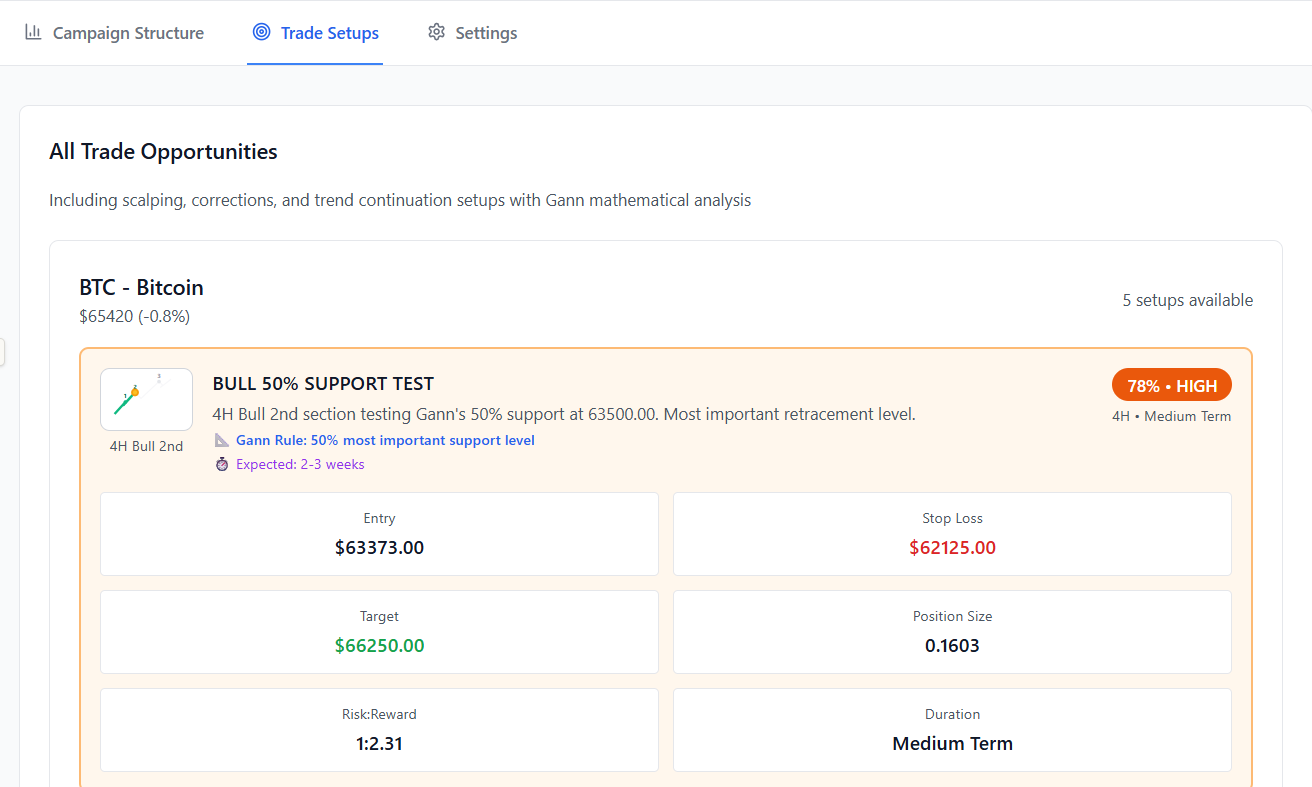 Campaign Structure
Trade Setups
Settings
All Trade Opportunities
Including scalping, corrections, and trend continuation setups with Gann mathematical analysis
BTC - Bitcoin
$65420 (-0.8%)
5 setups available
1 2 3
4H Bull 2nd
BULL 50% SUPPORT TEST
4H Bull 2nd section testing Gann's 50% support at 63500.00. Most important retracement level.
Gann Rule: 50% most important support level
Expected: 2-3 weeks
78% • HIGH
4H • Medium Term
Entry
$63373.00
Stop Loss
$62125.00
Target
$66250.00
Position Size
0.1603
Risk:Reward
1:2.31
Duration
Medium Term